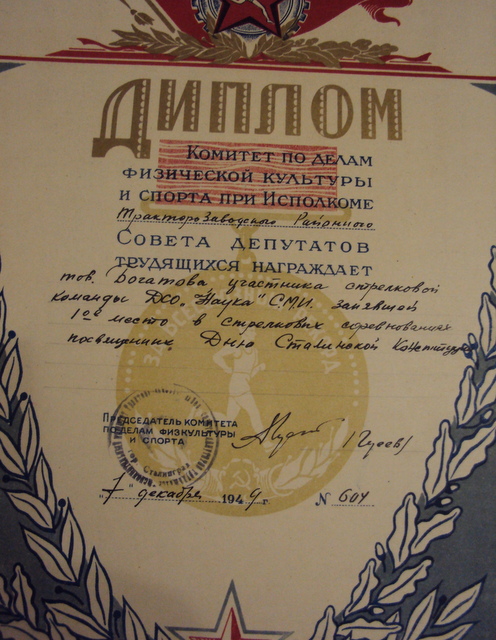 ДИПЛОМ
КОМИТЕТ ПО ДЕЛАМ
ФИЗИЧЕСКОЙ КУЛЬТУРЫ
И СПОРТА ПРИ ИСПОЛКОМЕ
Тракторозаводского Районного
СОВЕТА ДЕПУТАТОВ
ТРУДЯЩИХСЯ НАГРАЖДАЕТ
тов. Богатова участника стрелковой
команды ДСО "Наука" СМИ. занявшей
1ое место в стрелковых соревнованиях
посвященных Дню Сталинской Конституции
ПРЕДСЕДАТЕЛЬ КОМИТЕТА
ПО ДЕЛАМ ФИЗКУЛЬТУРЫ
И СПОРТА
(Гусев)
Сталинград
"7" декабря 1949 г. № 604